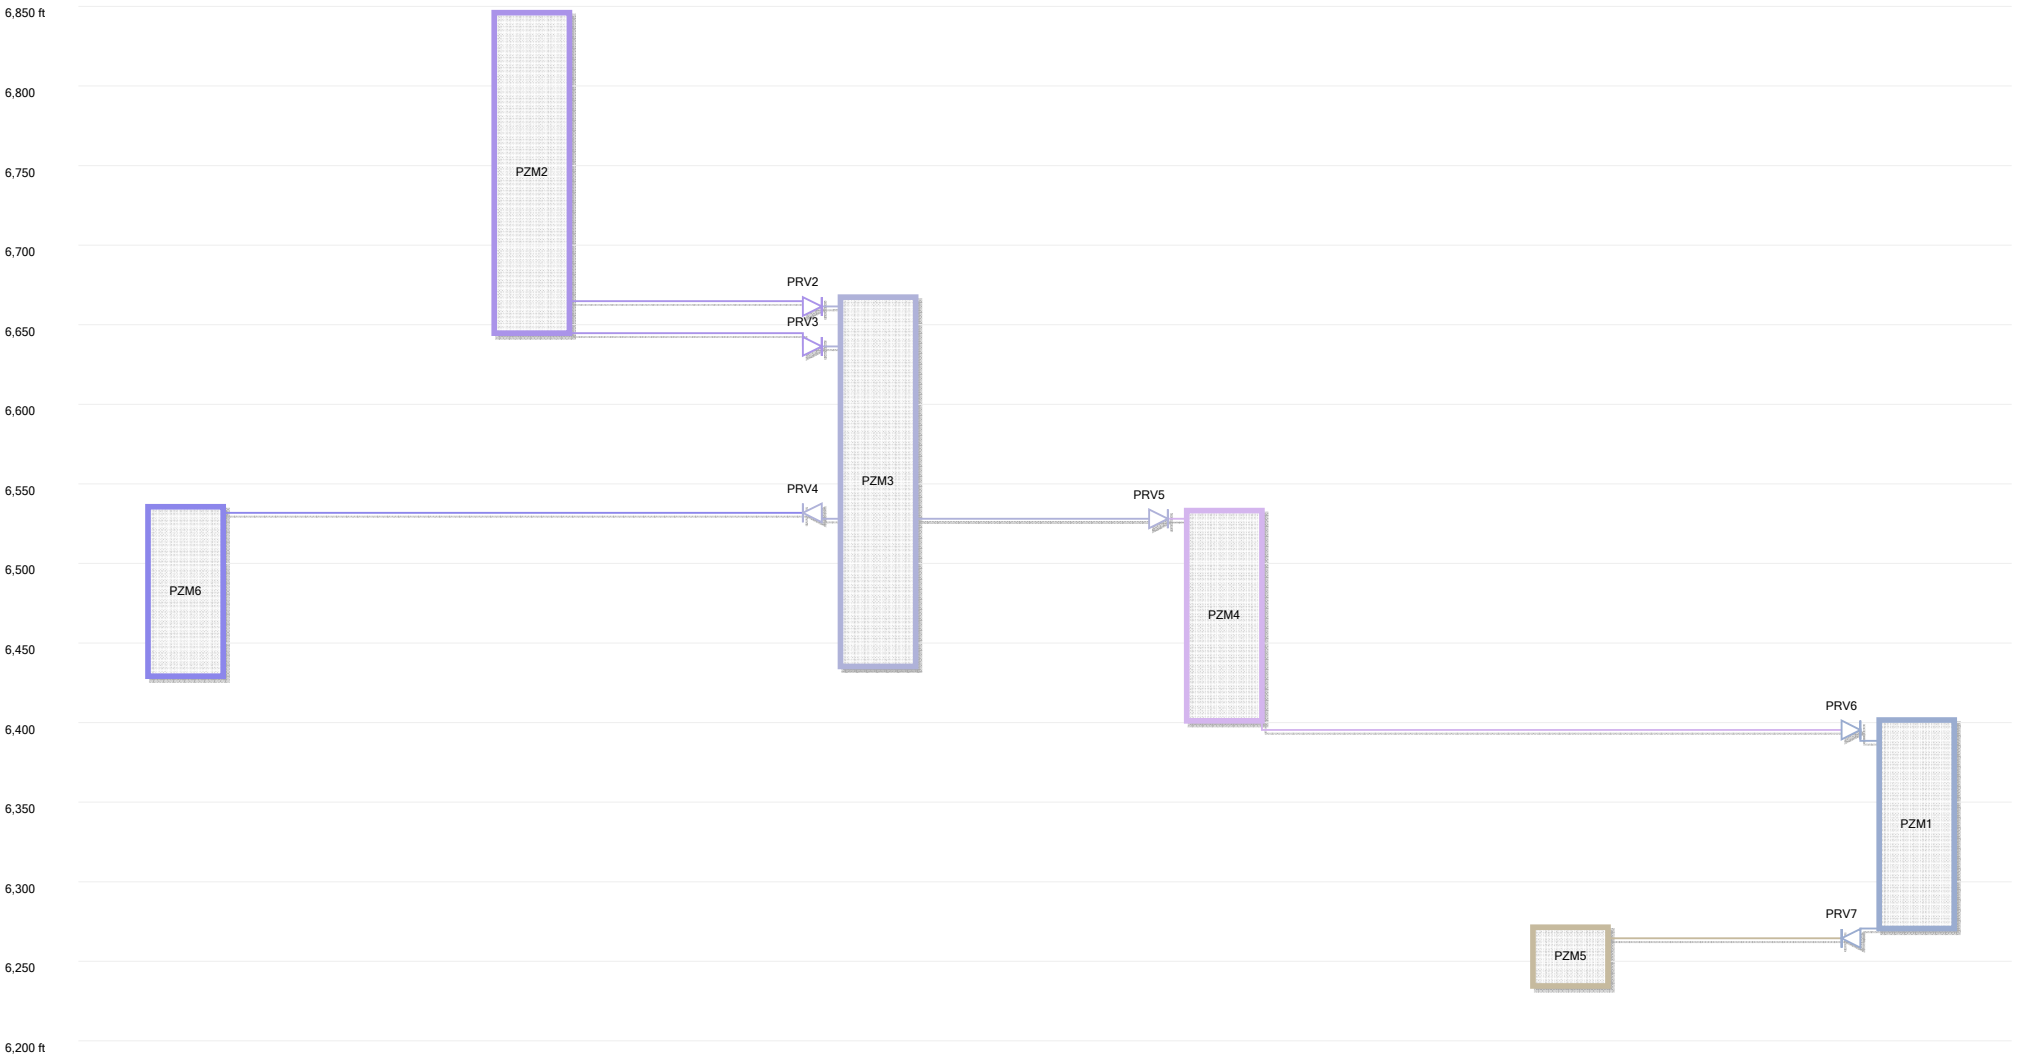 6,850 ft
6,800
6,750
PZM2
6,700
PRV2
PRV3
6,650
6,600
6,550
PRV4
PZM3
PRV5
6,500
PZM6
PZM4
6,450
6,400
PRV6
6,350
PZM1
6,300
PRV7
6,250
PZM5
6,200 ft